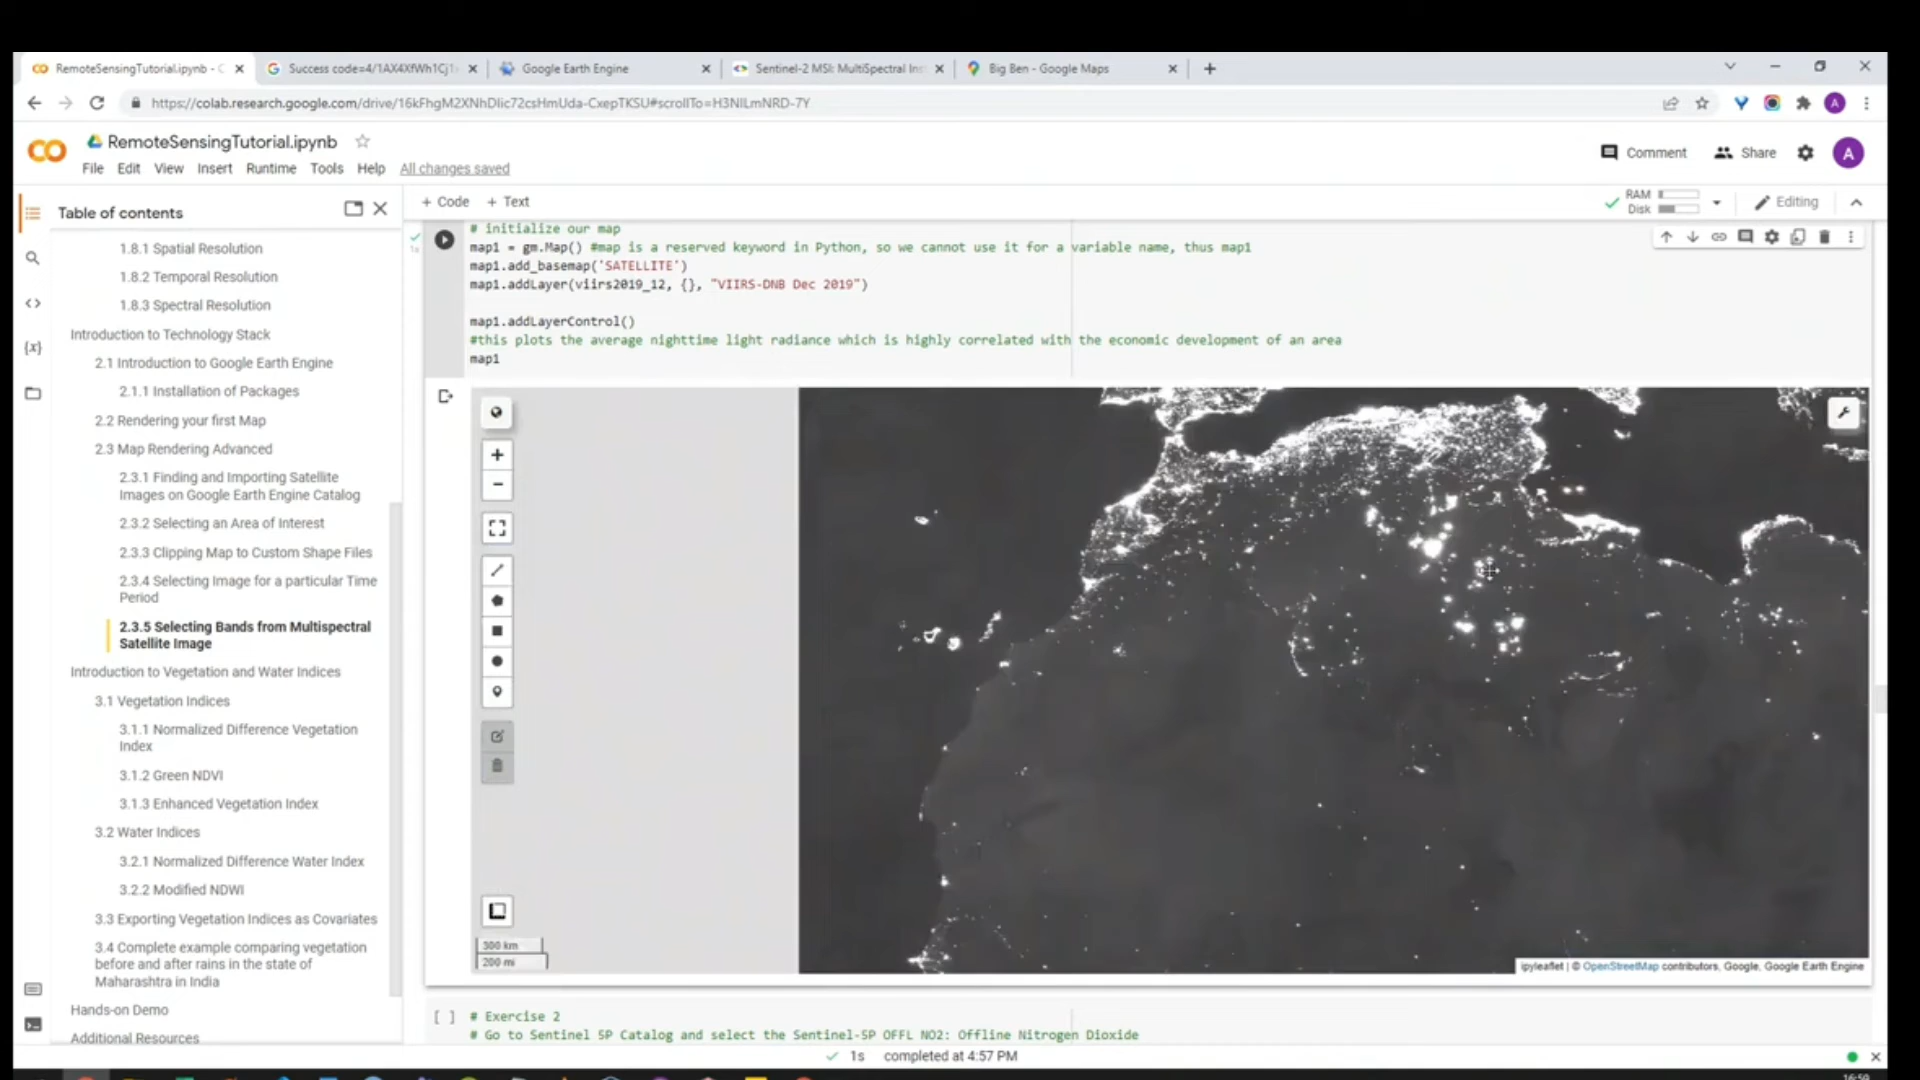 RemoteSensingTutorial.ipynb - C
Success code=4/1AX4XfWh1Cj1
Google Earth Engine
Sentinel-2 MSI: MultiSpectral Ins
Big Ben - Google Maps
https://colab.research.google.com/drive/16kFhgM2XNhDlic72csHmUda-CxepTKSU#scrollTo=H3NILmNRD-7Y
A
RemoteSensingTutorial.ipynb
Comment
Share
A
File Edit View Insert Runtime Tools Help All changes saved
+ Code + Text
RAM
Disk
Editing
Table of contents
1.8.1 Spatial Resolution
1.8.2 Temporal Resolution
1.8.3 Spectral Resolution
Introduction to Technology Stack
2.1 Introduction to Google Earth Engine
2.1.1 Installation of Packages
2.2 Rendering your first Map
2.3 Map Rendering Advanced
2.3.1 Finding and Importing Satellite
Images on Google Earth Engine Catalog
2.3.2 Selecting an Area of Interest
2.3.3 Clipping Map to Custom Shape Files
2.3.4 Selecting Image for a particular Time
Period
2.3.5 Selecting Bands from Multispectral
Satellite Image
Introduction to Vegetation and Water Indices
3.1 Vegetation Indices
3.1.1 Normalized Difference Vegetation
Index
3.1.2 Green NDVI
3.1.3 Enhanced Vegetation Index
3.2 Water Indices
3.2.1 Normalized Difference Water Index
3.2.2 Modified NDWI
3.3 Exporting Vegetation Indices as Covariates
3.4 Complete example comparing vegetation
before and after rains in the state of
Maharashtra in India
Hands-on Demo
Additional Resources
1s
# initialize our map
map1 = gm.Map() #map is a reserved keyword in Python, so we cannot use it for a variable name, thus map1
map1.add_basemap('SATELLITE')
map1.addLayer(viirs2019_12, {}, "VIIRS-DNB Dec 2019")
map1.addLayerControl()
#this plots the average nighttime light radiance which is highly correlated with the economic development of an area
map1
300 km
200 mi
ipyleaflet | © OpenStreetMap contributors, Google, Google Earth Engine
[ ] # Exercise 2
# Go to Sentinel 5P Catalog and select the Sentinel-5P OFFL NO2: Offline Nitrogen Dioxide
1s completed at 4:57 PM